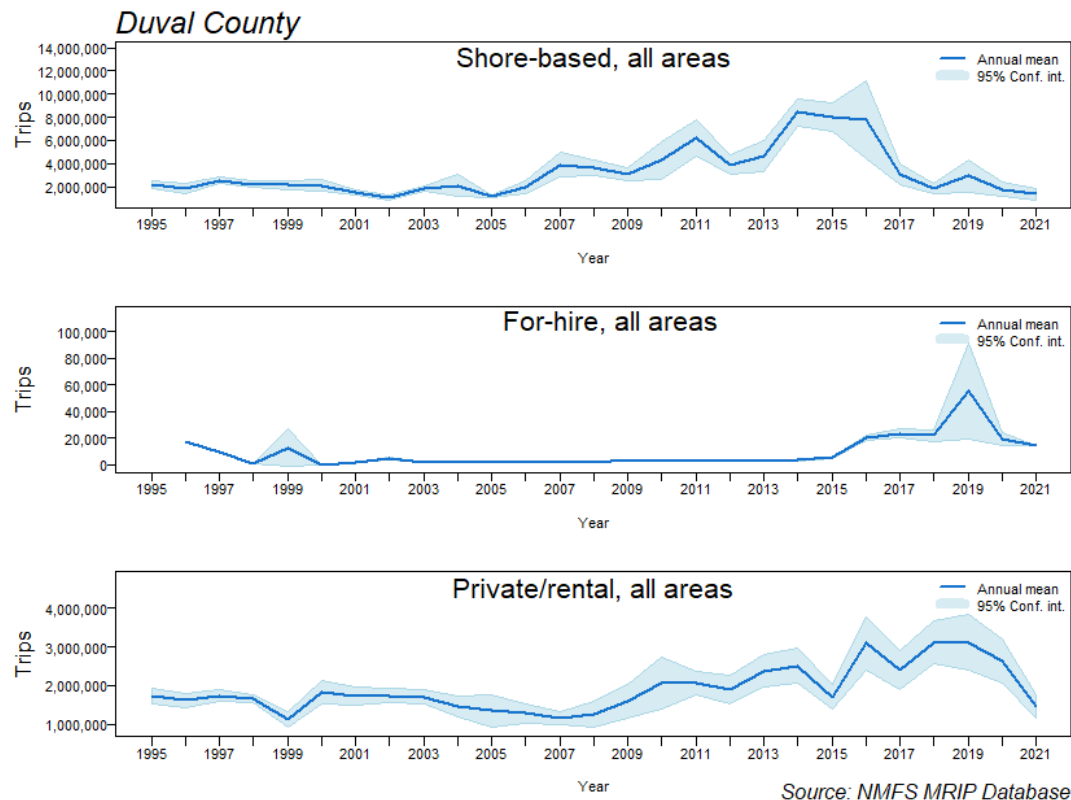 Duval County
Shore-based, all areas
Annual mean
95% Conf. int.
Trips
14,000,000
12,000,000
10,000,000
8,000,000
6,000,000
4,000,000
2,000,000
1995 1997 1999 2001 2003 2005 2007 2009 2011 2013 2015 2017 2019 2021
Year
For-hire, all areas
Annual mean
95% Conf. int.
Trips
100,000
80,000
60,000
40,000
20,000
0
1995 1997 1999 2001 2003 2005 2007 2009 2011 2013 2015 2017 2019 2021
Year
Private/rental, all areas
Annual mean
95% Conf. int.
Trips
4,000,000
3,000,000
2,000,000
1,000,000
1995 1997 1999 2001 2003 2005 2007 2009 2011 2013 2015 2017 2019 2021
Year
Source: NMFS MRIP Database